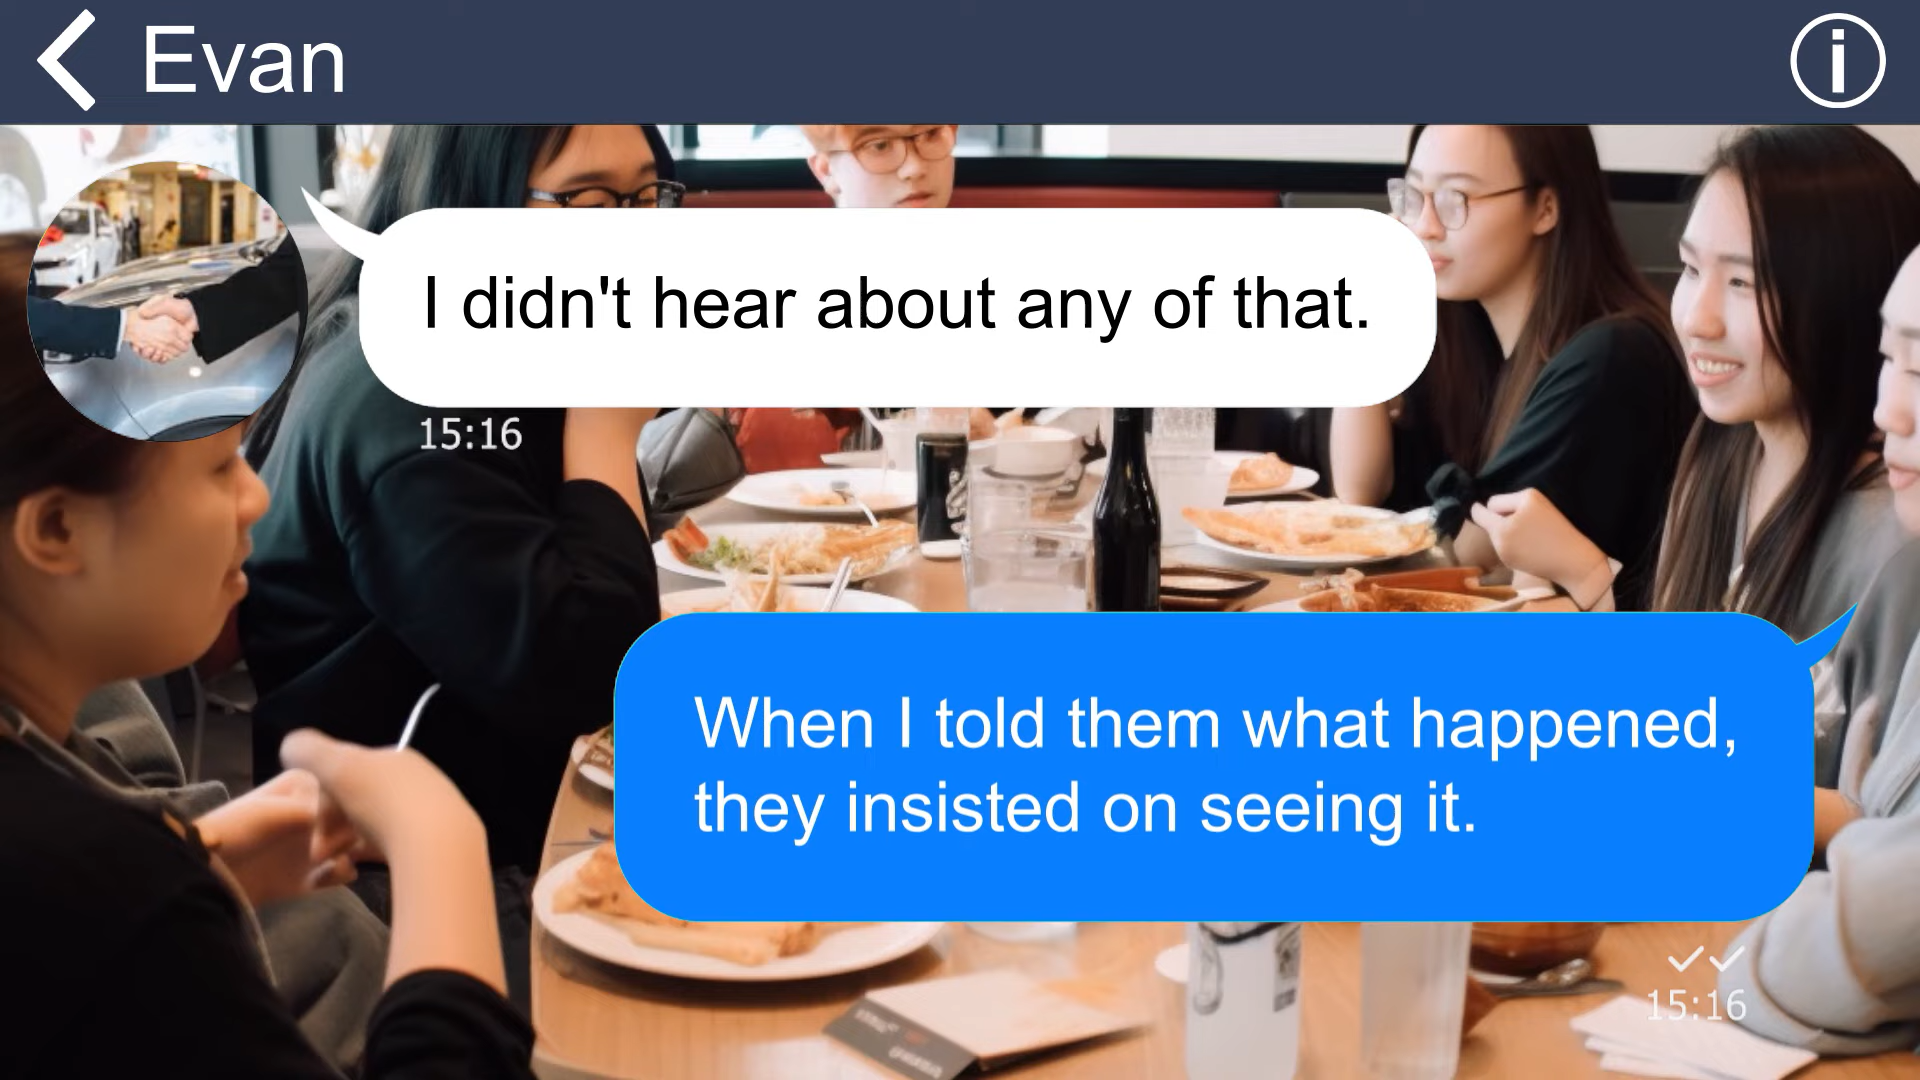 Evan
I didn't hear about any of that.
15:16
When I told them what happened,
they insisted on seeing it.
15:16